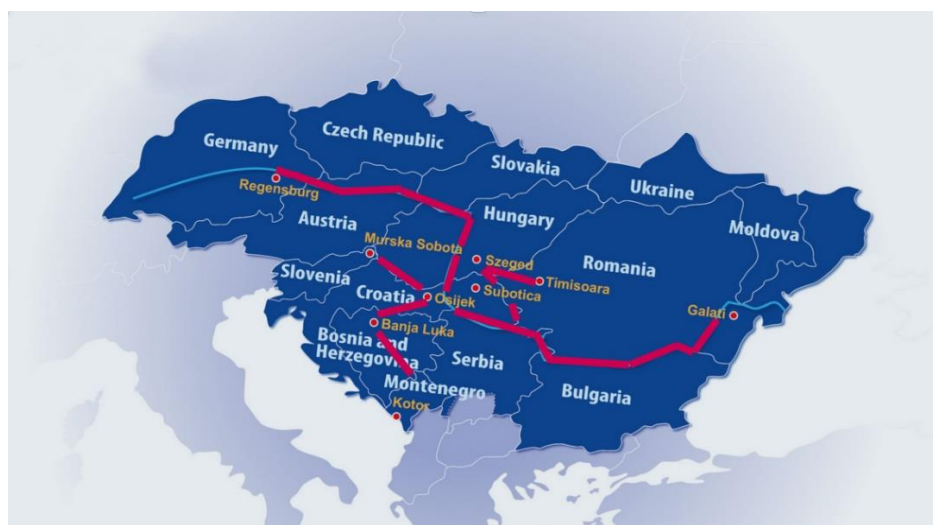 Czech Republic
Germany
Slovakia
Ukraine
Regensburg
Austria
Hungary
Moldova
Murska Sobota
Szeged
Romania
Slovenia
Timisoara
Croatia
Osijek
Subotica
Galati
Banja Luka
Bosnia and
Herzegovina
Serbia
Montenegro
Bulgaria
Kotor